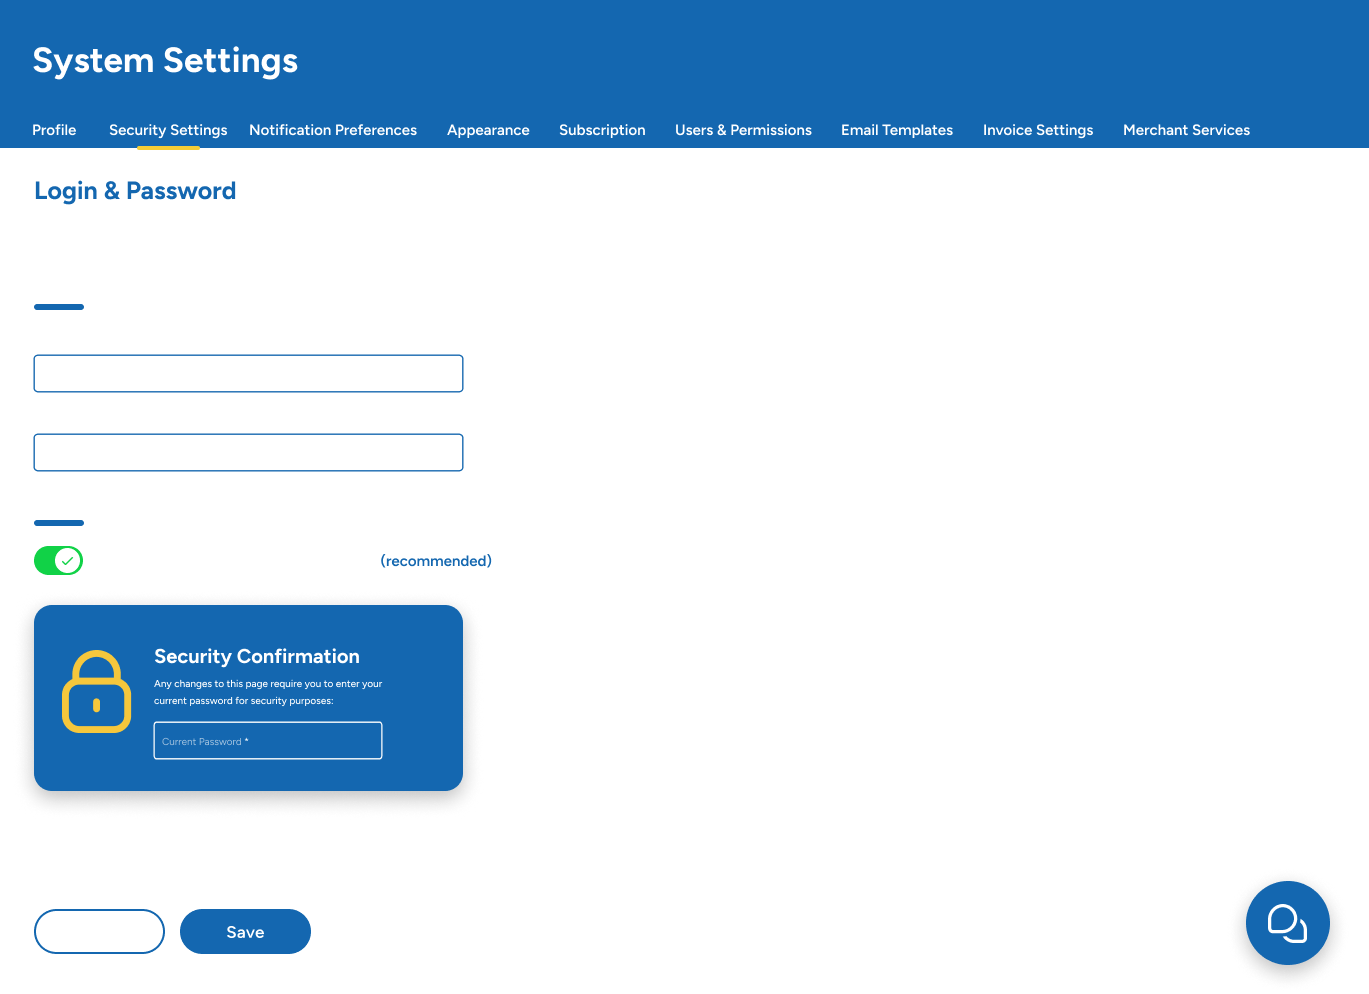 System Settings
Profile Security Settings Notification Preferences Appearance Subscription Users & Permissions Email Templates Invoice Settings Merchant Services
Login & Password
(recommended)
Security Confirmation
Any changes to this page require you to enter your
current password for security purposes:
Current Password *
Save